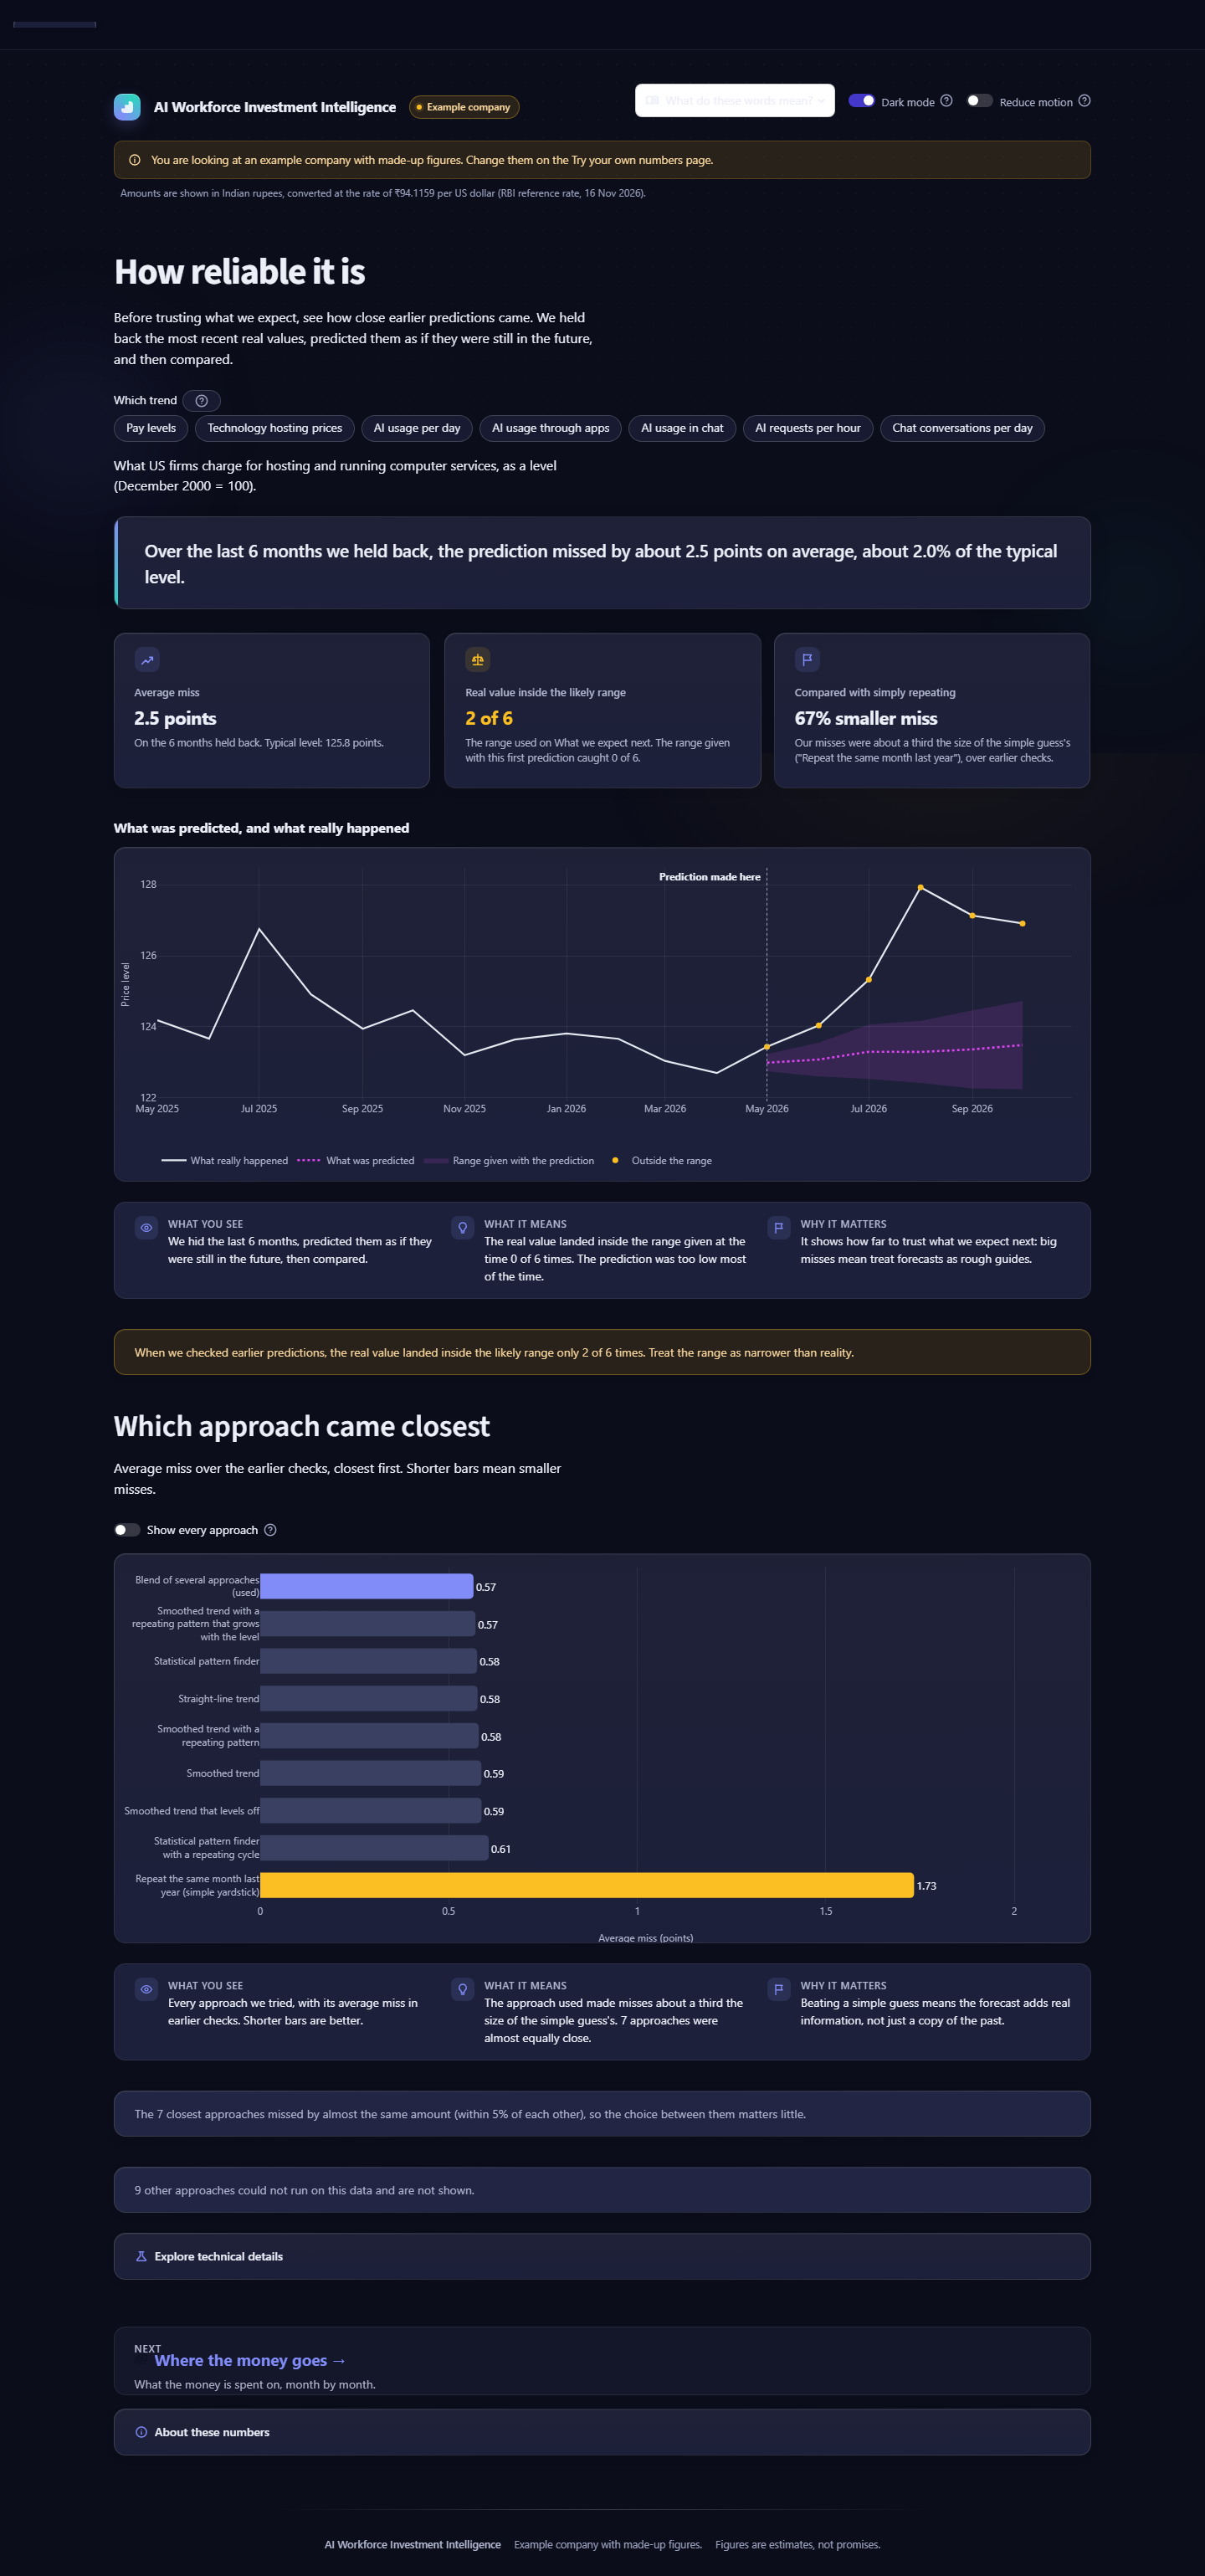 AI Workforce Investment Intelligence
Example company
What do these words mean?
Dark mode
Reduce motion
You are looking at an example company with made-up figures. Change them on the Try your own numbers page.
Amounts are shown in Indian rupees, converted at the rate of ₹94.1159 per US dollar (RBI reference rate, 16 Nov 2026).
How reliable it is
Before trusting what we expect, see how close earlier predictions came. We held
back the most recent real values, predicted them as if they were still in the future,
and then compared.
Which trend
Pay levels
Technology hosting prices
AI usage per day
AI usage through apps
AI usage in chat
AI requests per hour
Chat conversations per day
What US firms charge for hosting and running computer services, as a level
(December 2000 = 100).
Over the last 6 months we held back, the prediction missed by about 2.5 points on average, about 2.0% of the typical
level.
Average miss
2.5 points
On the 6 months held back. Typical level: 125.8 points.
Real value inside the likely range
2 of 6
The range used on What we expect next. The range given
with this first prediction caught 0 of 6.
Compared with simply repeating
67% smaller miss
Our misses were about a third the size of the simple guess's
("Repeat the same month last year"), over earlier checks.
What was predicted, and what really happened
Prediction made here
128
126
124
122
Price level
May 2025
Jul 2025
Sep 2025
Nov 2025
Jan 2026
Mar 2026
May 2026
Jul 2026
Sep 2026
What really happened
What was predicted
Range given with the prediction
Outside the range
WHAT YOU SEE
We hid the last 6 months, predicted them as if they
were still in the future, then compared.
WHAT IT MEANS
The real value landed inside the range given at the
time 0 of 6 times. The prediction was too low most
of the time.
WHY IT MATTERS
It shows how far to trust what we expect next: big
misses mean treat forecasts as rough guides.
When we checked earlier predictions, the real value landed inside the likely range only 2 of 6 times. Treat the range as narrower than reality.
Which approach came closest
Average miss over the earlier checks, closest first. Shorter bars mean smaller
misses.
Show every approach
Blend of several approaches
(used)
0.57
Smoothed trend with a
repeating pattern that grows
with the level
0.57
Statistical pattern finder
0.58
Straight-line trend
0.58
Smoothed trend with a
repeating pattern
0.58
Smoothed trend
0.59
Smoothed trend that levels off
0.59
Statistical pattern finder
with a repeating cycle
0.61
Repeat the same month last
year (simple yardstick)
1.73
0
0.5
1
1.5
2
Average miss (points)
WHAT YOU SEE
Every approach we tried, with its average miss in
earlier checks. Shorter bars are better.
WHAT IT MEANS
The approach used made misses about a third the
size of the simple guess's. 7 approaches were
almost equally close.
WHY IT MATTERS
Beating a simple guess means the forecast adds real
information, not just a copy of the past.
The 7 closest approaches missed by almost the same amount (within 5% of each other), so the choice between them matters little.
9 other approaches could not run on this data and are not shown.
Explore technical details
NEXT
Where the money goes →
What the money is spent on, month by month.
About these numbers
AI Workforce Investment Intelligence
Example company with made-up figures.
Figures are estimates, not promises.